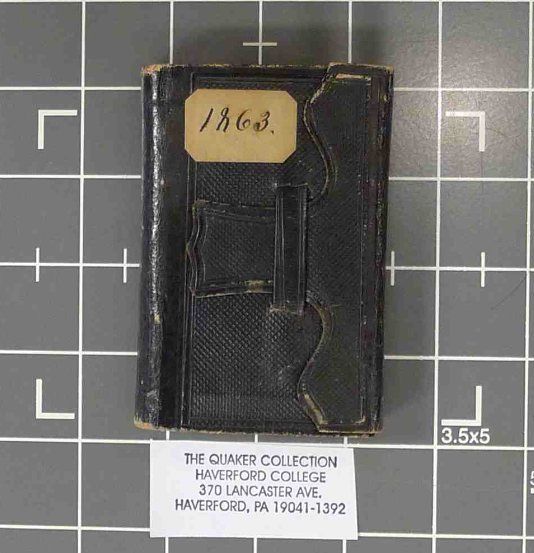 1863.
3.5x5
THE QUAKER COLLECTION
HAVERFORD COLLEGE
370 LANCASTER AVE.
HAVERFORD, PA 19041-1392